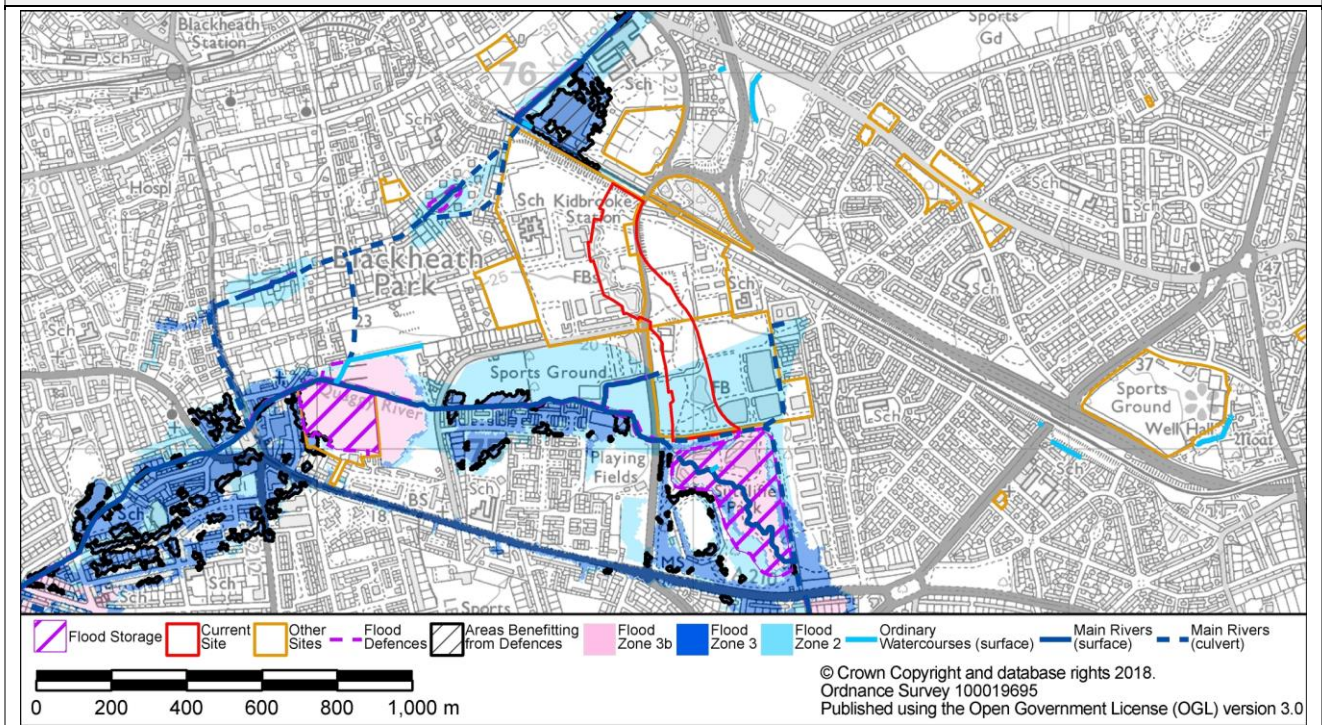 Blackheath
Station
Sch
Sports
Gd
76
A2213
Sch
Sch
Sch
Hospl
Sch
Kidbrooke
Station
Blackheath
Park
25
FBs
Sch
47
Sch
23
20
Sports Ground
FB
37
Sports
Ground
Well Hall
Moat
Quaggy River
Playing
Fields
Sch
Sch
BS
18
Sch
Sch
MS
Sch
Sports
Flood Storage
Current
Site
Other
Sites
Flood
Defences
Areas Benefitting
from Defences
Flood
Zone 3b
Flood
Zone 3
Flood
Zone 2
Ordinary
Watercourses (surface)
Main Rivers
(surface)
Main Rivers
(culvert)
0 200 400 600 800 1,000 m
© Crown Copyright and database rights 2018.
Ordnance Survey 100019695
Published using the Open Government License (OGL) version 3.0